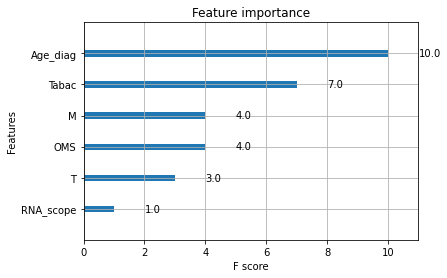 Feature importance
Features
Age_diag
10.0
Tabac
7.0
M
4.0
OMS
4.0
T
3.0
RNA_scope
1.0
0 2 4 6 8 10
F score